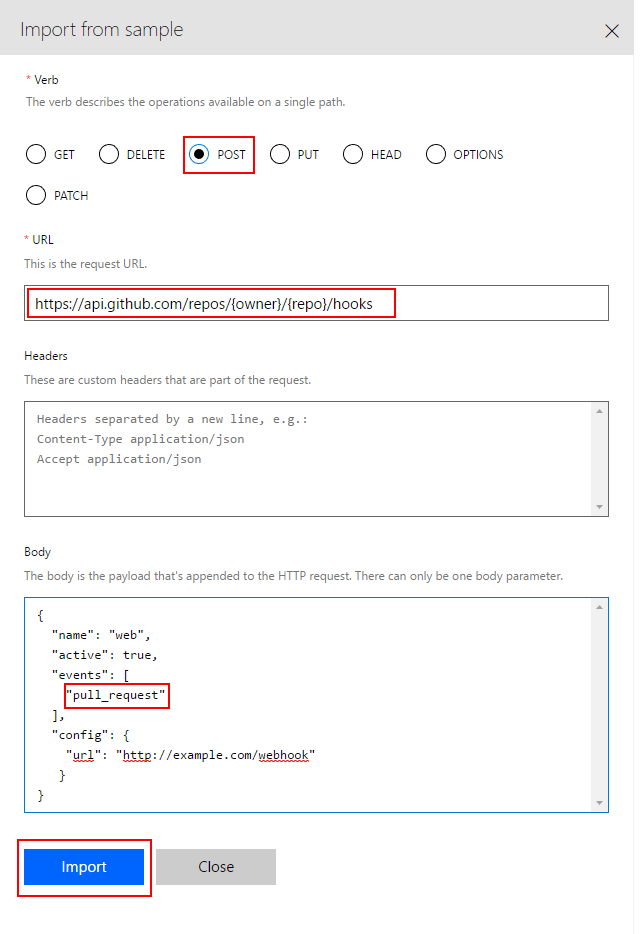 Import from sample
* Verb
The verb describes the operations available on a single path.
GET DELETE POST PUT HEAD OPTIONS
PATCH
* URL
This is the request URL.
https://api.github.com/repos/{owner}/{repo}/hooks
Headers
These are custom headers that are part of the request.
Headers separated by a new line, e.g.:
Content-Type application/json
Accept application/json
Body
The body is the payload that's appended to the HTTP request. There can only be one body parameter.
{
  "name": "web",
  "active": true,
  "events": [
    "pull_request"
  ],
  "config": {
    "url": "http://example.com/webhook"
   }
}
Import Close